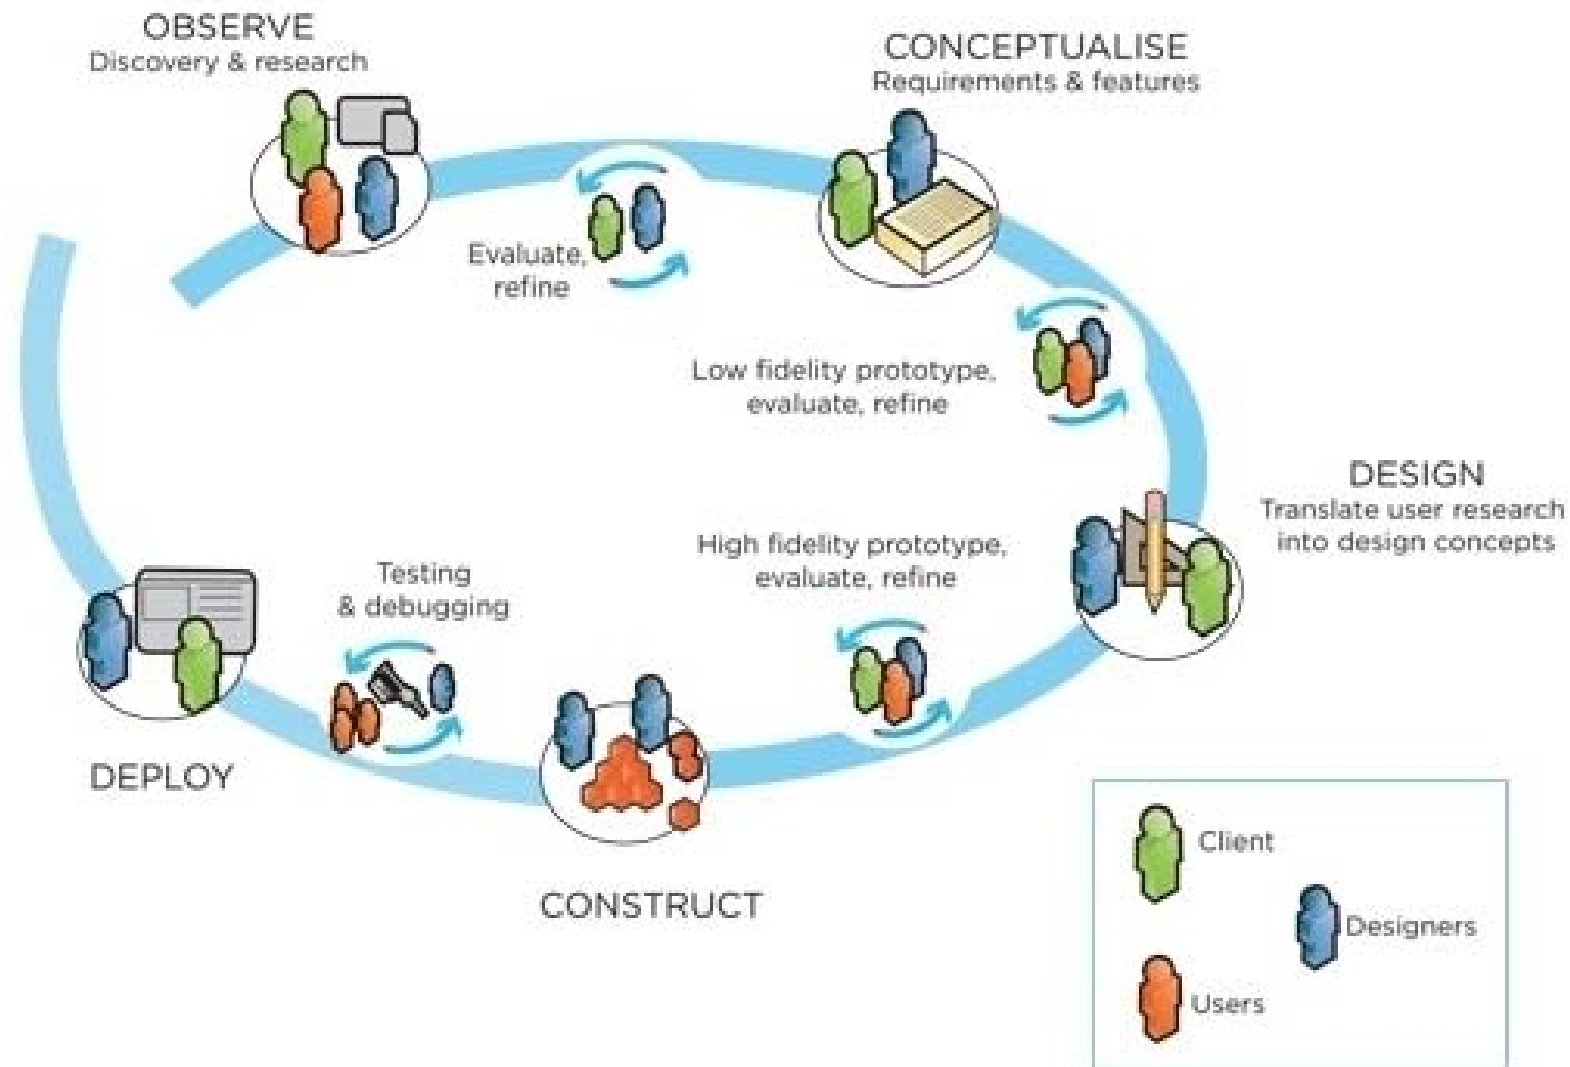 OBSERVE
Discovery & research
CONCEPTUALISE
Requirements & features
Evaluate,
refine
Low fidelity prototype,
evaluate, refine
DESIGN
Translate user research
into design concepts
High fidelity prototype,
evaluate, refine
Testing
& debugging
DEPLOY
CONSTRUCT
Client
Designers
Users